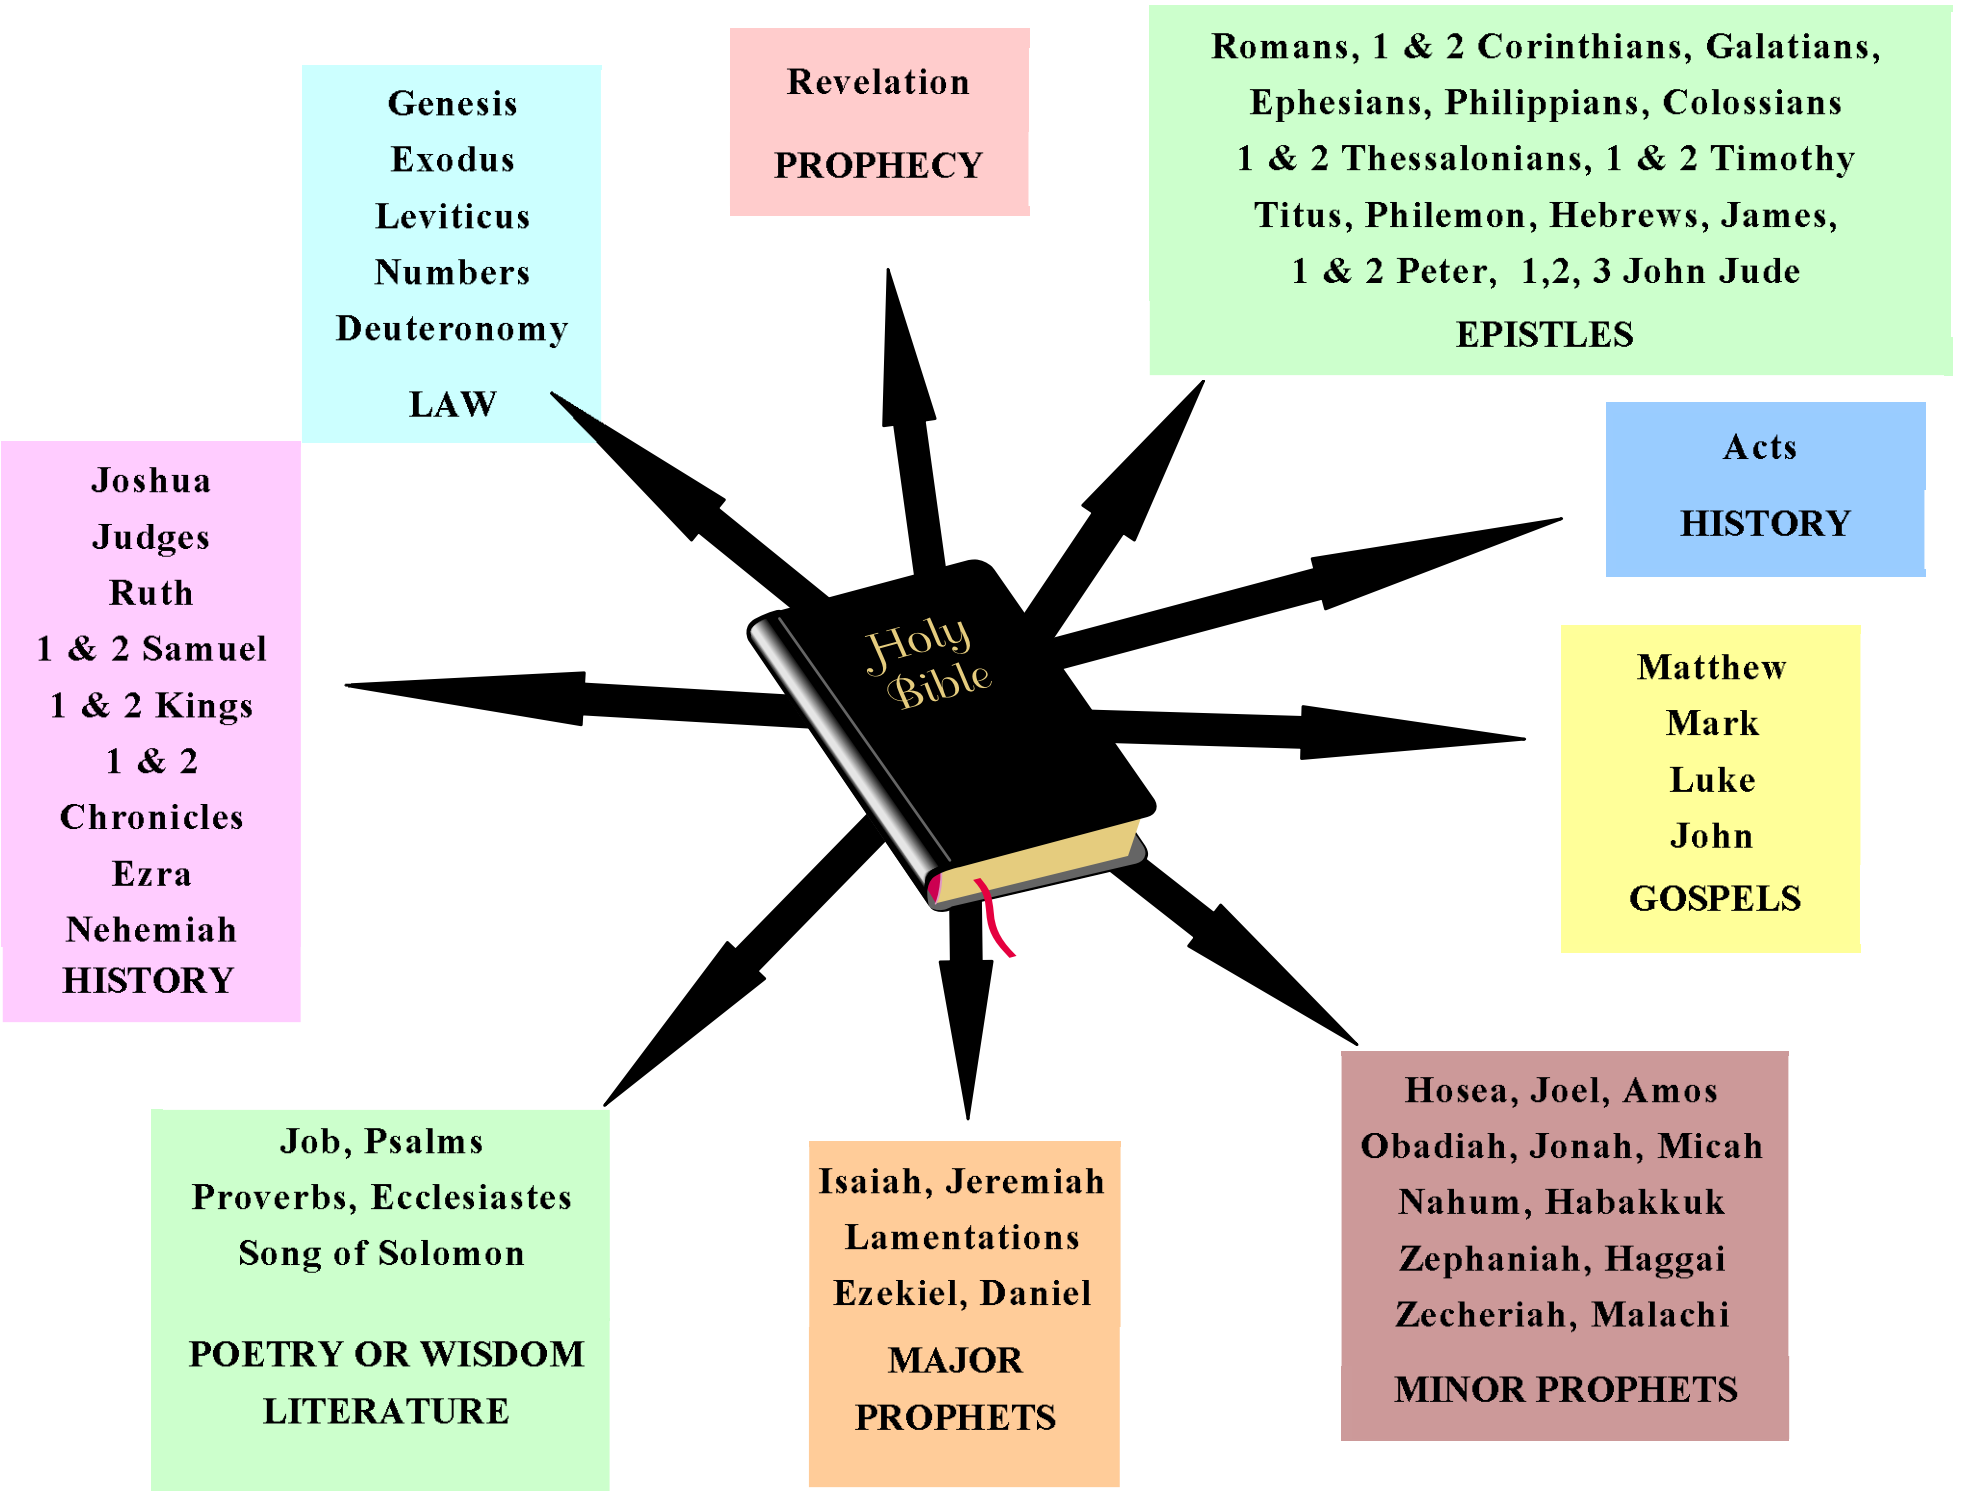 Genesis
Exodus
Leviticus
Numbers
Deuteronomy
LAW
Revelation
PROPHECY
Romans, 1 & 2 Corinthians, Galatians,
Ephesians, Philippians, Colossians
1 & 2 Thessalonians, 1 & 2 Timothy
Titus, Philemon, Hebrews, James,
1 & 2 Peter,  1,2, 3 John Jude
EPISTLES
Acts
HISTORY
Joshua
Judges
Ruth
1 & 2 Samuel
1 & 2 Kings
1 & 2
Chronicles
Ezra
Nehemiah
HISTORY
Holy
Bible
Matthew
Mark
Luke
John
GOSPELS
Job, Psalms
Proverbs, Ecclesiastes
Song of Solomon
POETRY OR WISDOM
LITERATURE
Isaiah, Jeremiah
Lamentations
Ezekiel, Daniel
MAJOR
PROPHETS
Hosea, Joel, Amos
Obadiah, Jonah, Micah
Nahum, Habakkuk
Zephaniah, Haggai
Zecheriah, Malachi
MINOR PROPHETS